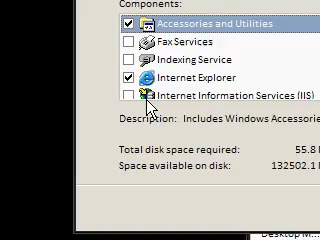 Components:
Accessories and Utilities
Fax Services
Indexing Service
Internet Explorer
Internet Information Services (IIS)
Description: Includes Windows Accessorie
Total disk space required: 55.8
Space available on disk: 132502.1
Desktop M...